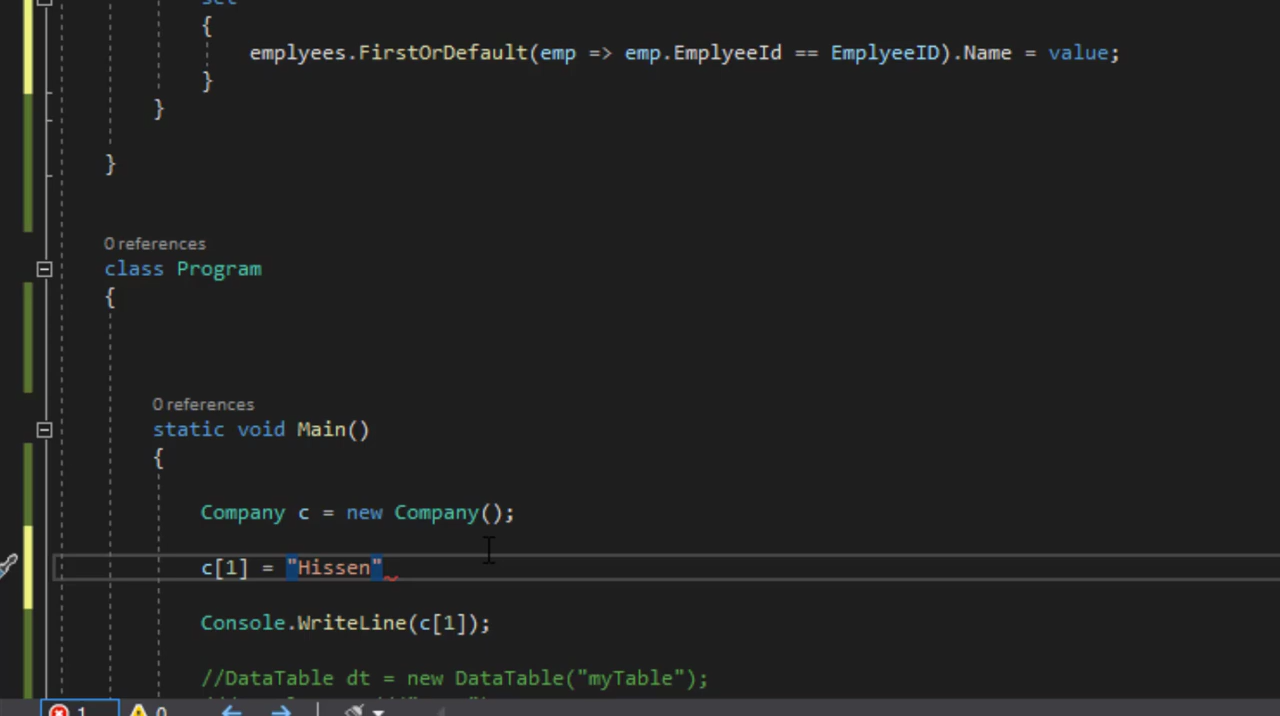 set
{
emplyees.FirstOrDefault(emp => emp.EmplyeeId == EmplyeeID).Name = value;
}
}
}
0 references
class Program
{
0 references
static void Main()
{
Company c = new Company();
c[1] = "Hissen"
Console.WriteLine(c[1]);
//DataTable dt = new DataTable("myTable");
1 0